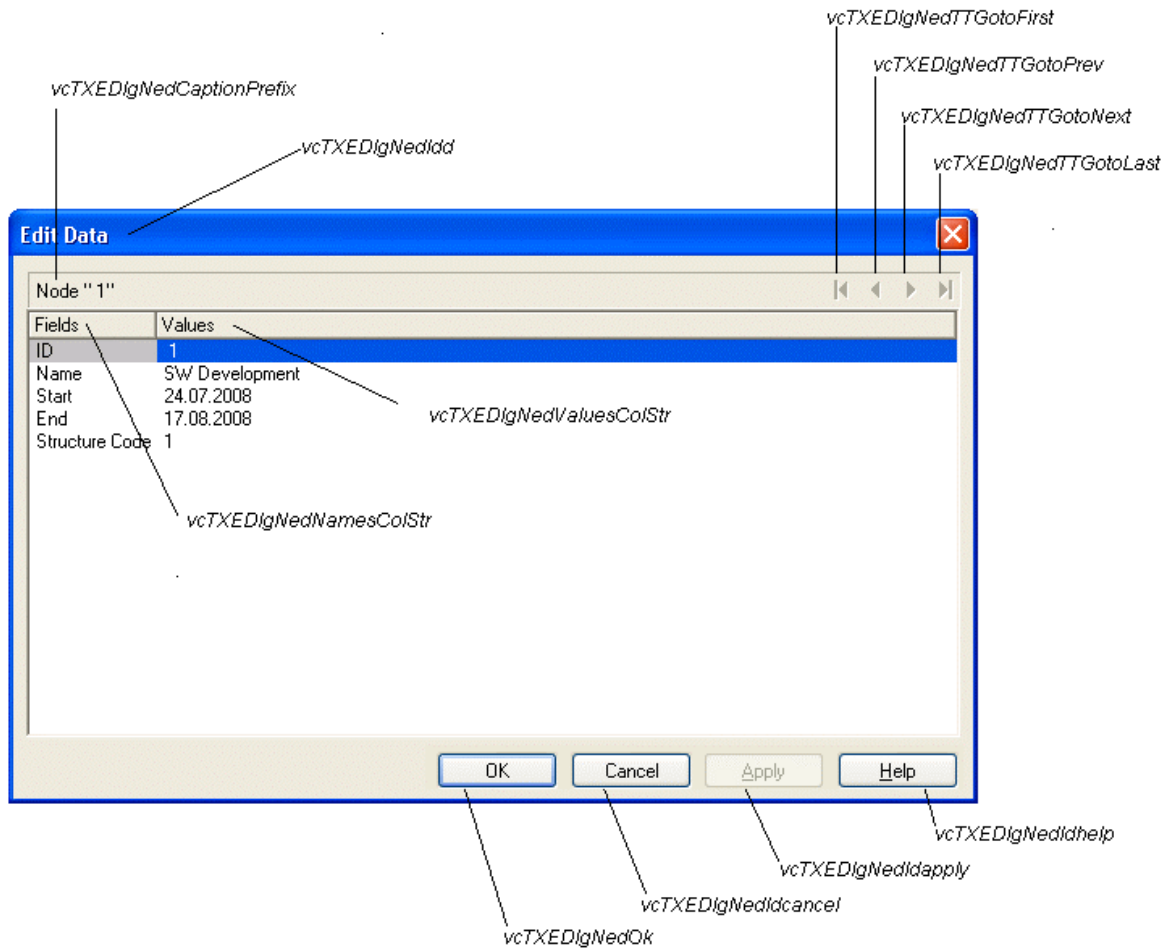 vcTXEDlgNedTTGotoFirst
vcTXEDlgNedTTGotoPrev
vcTXEDlgNedCaptionPrefix
vcTXEDlgNedTTGotoNext
vcTXEDlgNedIdd
vcTXEDlgNedTTGotoLast
Edit Data
Node " 1"
Fields Values
ID 1
Name SW Development
Start 24.07.2008
End 17.08.2008
vcTXEDlgNedValuesColStr
Structure Code 1
vcTXEDlgNedNamesColStr
OK Cancel Apply Help
vcTXEDlgNedIdhelp
vcTXEDlgNedIdapply
vcTXEDlgNedIdcancel
vcTXEDlgNedOk